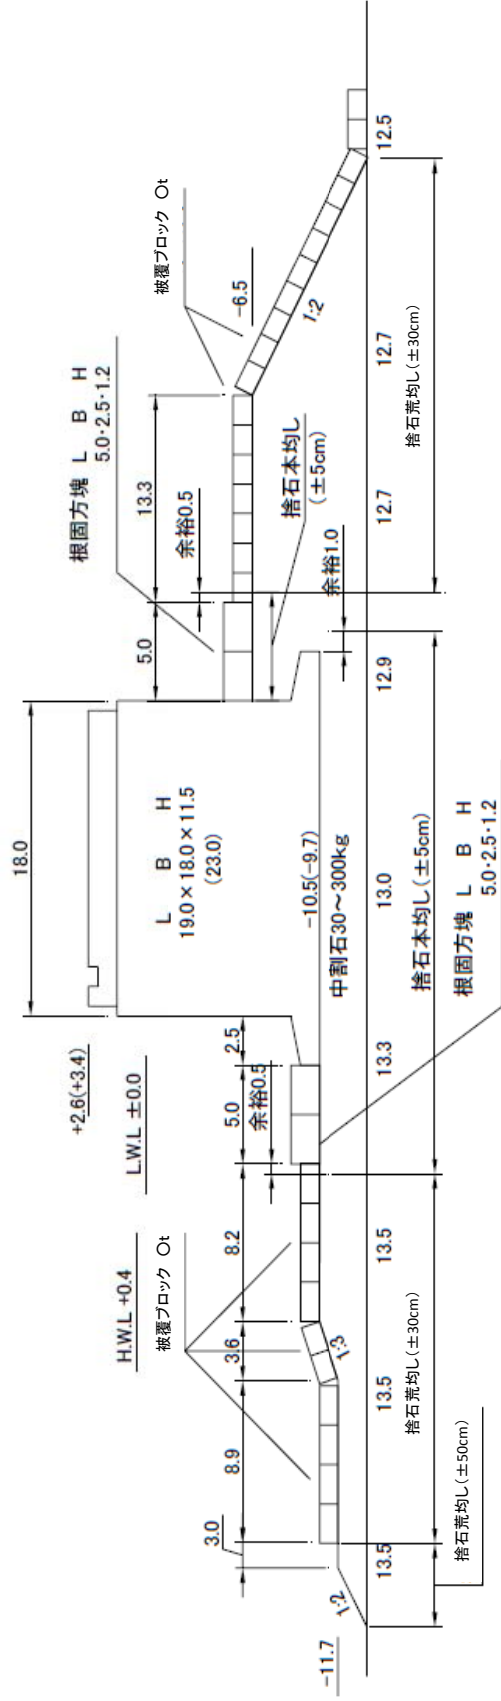 18.0
+2.6(+3.4)
L.W.L ±0.0
H.W.L +0.4
L B H
19.0×18.0×11.5
(23.0)
根固方塊 L B H
5.0・2.5・1.2
被覆ブロック Ot
被覆ブロック Ot
3.0
8.9
3.6
8.2
5.0
2.5
余裕0.5
5.0
13.3
余裕0.5
-6.5
1:2
捨石本均し
(±5cm)
余裕1.0
-10.5(-9.7)
中割石30〜300kg
1:3
1:2
-11.7
13.5
13.5
13.5
13.3
13.0
12.9
12.7
12.7
12.5
捨石荒均し(±50cm)
捨石荒均し(±30cm)
捨石本均し(±5cm)
捨石荒均し(±30cm)
根固方塊 L B H
5.0・2.5・1.2